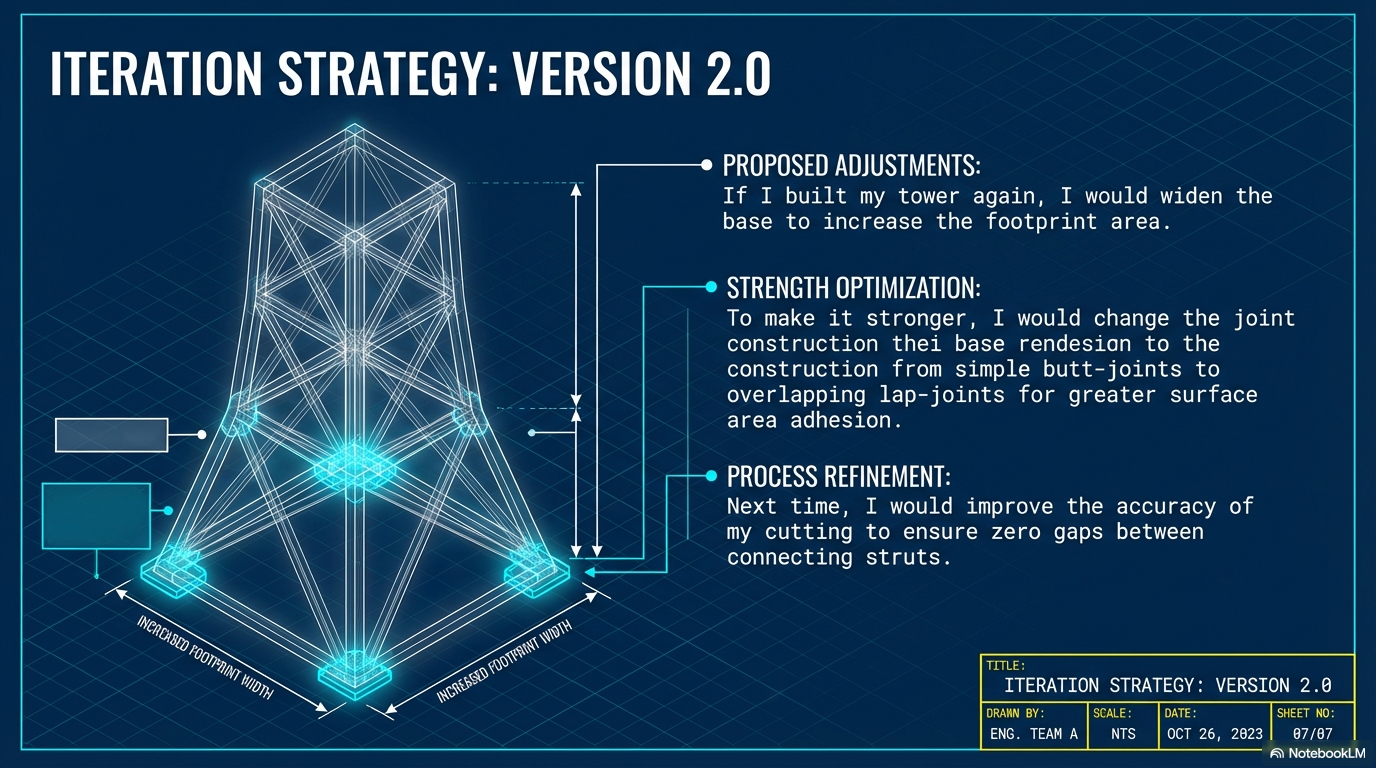 ITERATION STRATEGY: VERSION 2.0
PROPOSED ADJUSTMENTS:
If I built my tower again, I would widen the
base to increase the footprint area.
STRENGTH OPTIMIZATION:
To make it stronger, I would change the joint
construction thei base rendesign to the
construction from simple butt-joints to
overlapping lap-joints for greater surface
area adhesion.
PROCESS REFINEMENT:
Next time, I would improve the accuracy of
my cutting to ensure zero gaps between
connecting struts.
INCREASED FOOTPRINT WIDTH
INCREASED FOOTPRINT WIDTH
TITLE:
ITERATION STRATEGY: VERSION 2.0
DRAWN BY:
ENG. TEAM A
SCALE:
NTS
DATE:
OCT 26, 2023
SHEET NO:
07/07
NotebookLM